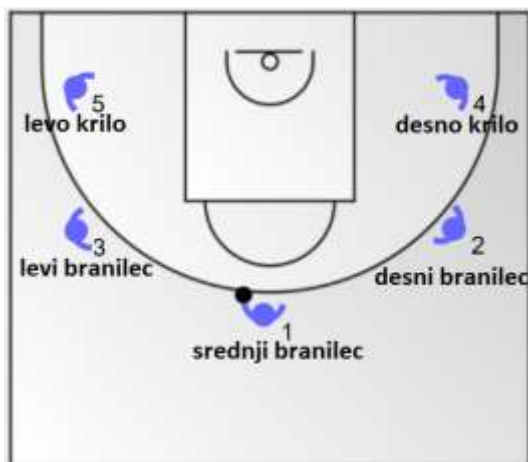 5
levo krilo
4
desno krilo
3
levi branilec
2
desni branilec
1
srednji branilec